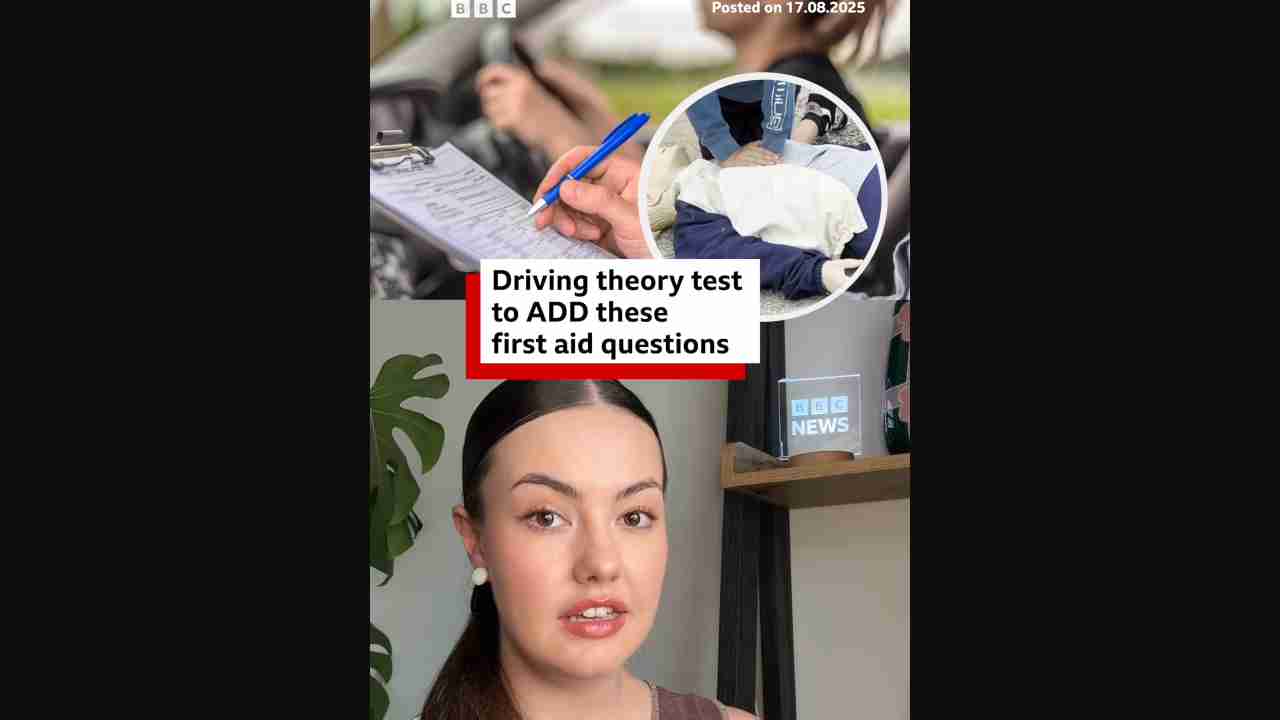 BBC
Posted on 17.08.2025
Driving theory test
to ADD these
first aid questions
BBC
NEWS